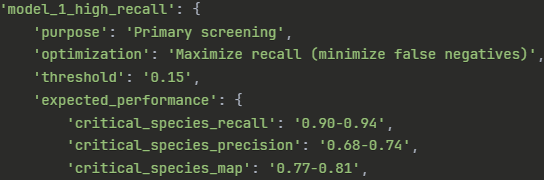 'model_1_high_recall': {
'purpose': 'Primary screening',
'optimization': 'Maximize recall (minimize false negatives)',
'threshold': '0.15',
'expected_performance': {
'critical_species_recall': '0.90-0.94',
'critical_species_precision': '0.68-0.74',
'critical_species_map': '0.77-0.81',